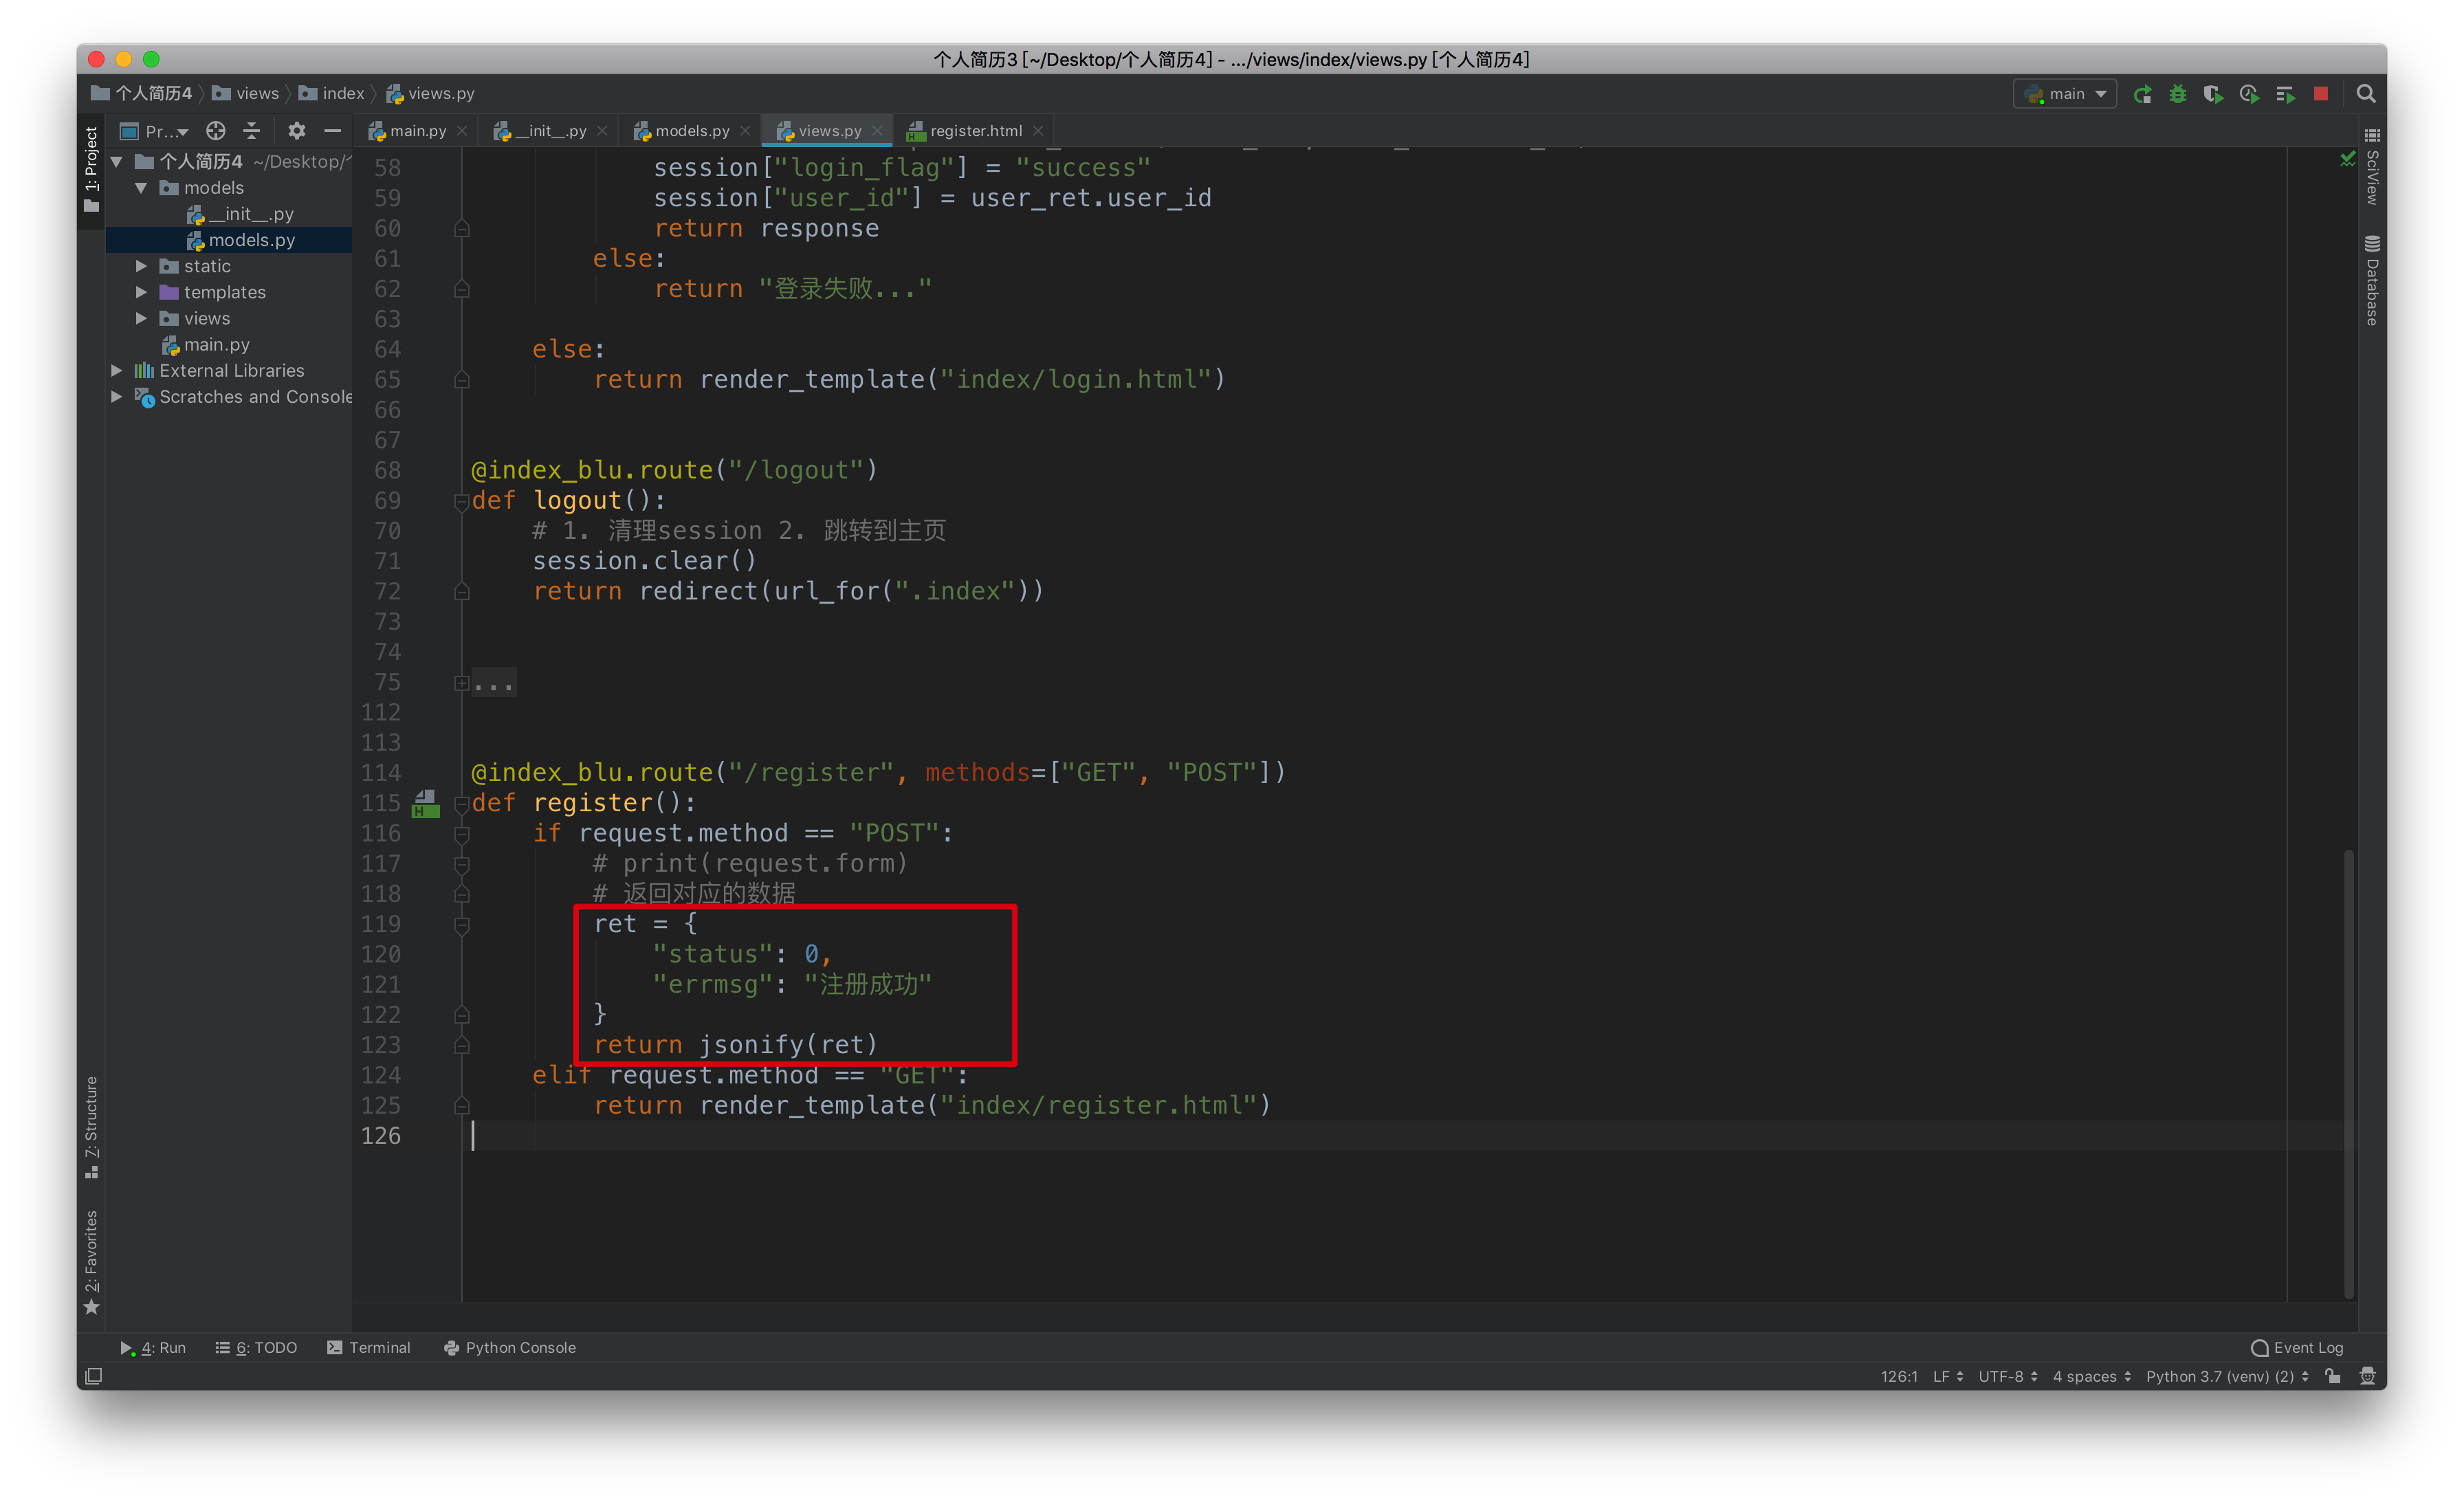 个人简历3 [~/Desktop/个人简历4] - .../views/index/views.py [个人简历4]
个人简历4 views index views.py
main
1: Project
Pr...
main.py
__init__.py
models.py
views.py
register.html
个人简历4 ~/Desktop/
models
__init__.py
models.py
static
templates
views
main.py
External Libraries
Scratches and Console
58 session["login_flag"] = "success"
59 session["user_id"] = user_ret.user_id
60 return response
61 else:
62 return "登录失败..."
63
64 else:
65 return render_template("index/login.html")
66
67
68 @index_blu.route("/logout")
69 def logout():
70 # 1. 清理session 2. 跳转到主页
71 session.clear()
72 return redirect(url_for(".index"))
73
74
75 ...
112
113
114 @index_blu.route("/register", methods=["GET", "POST"])
115 def register():
116 if request.method == "POST":
117 # print(request.form)
118 # 返回对应的数据
119 ret = {
120 "status": 0,
121 "errmsg": "注册成功"
122 }
123 return jsonify(ret)
124 elif request.method == "GET":
125 return render_template("index/register.html")
126
SciView
Database
7: Structure
2: Favorites
4: Run
6: TODO
Terminal
Python Console
Event Log
126:1 LF UTF-8 4 spaces Python 3.7 (venv) (2)